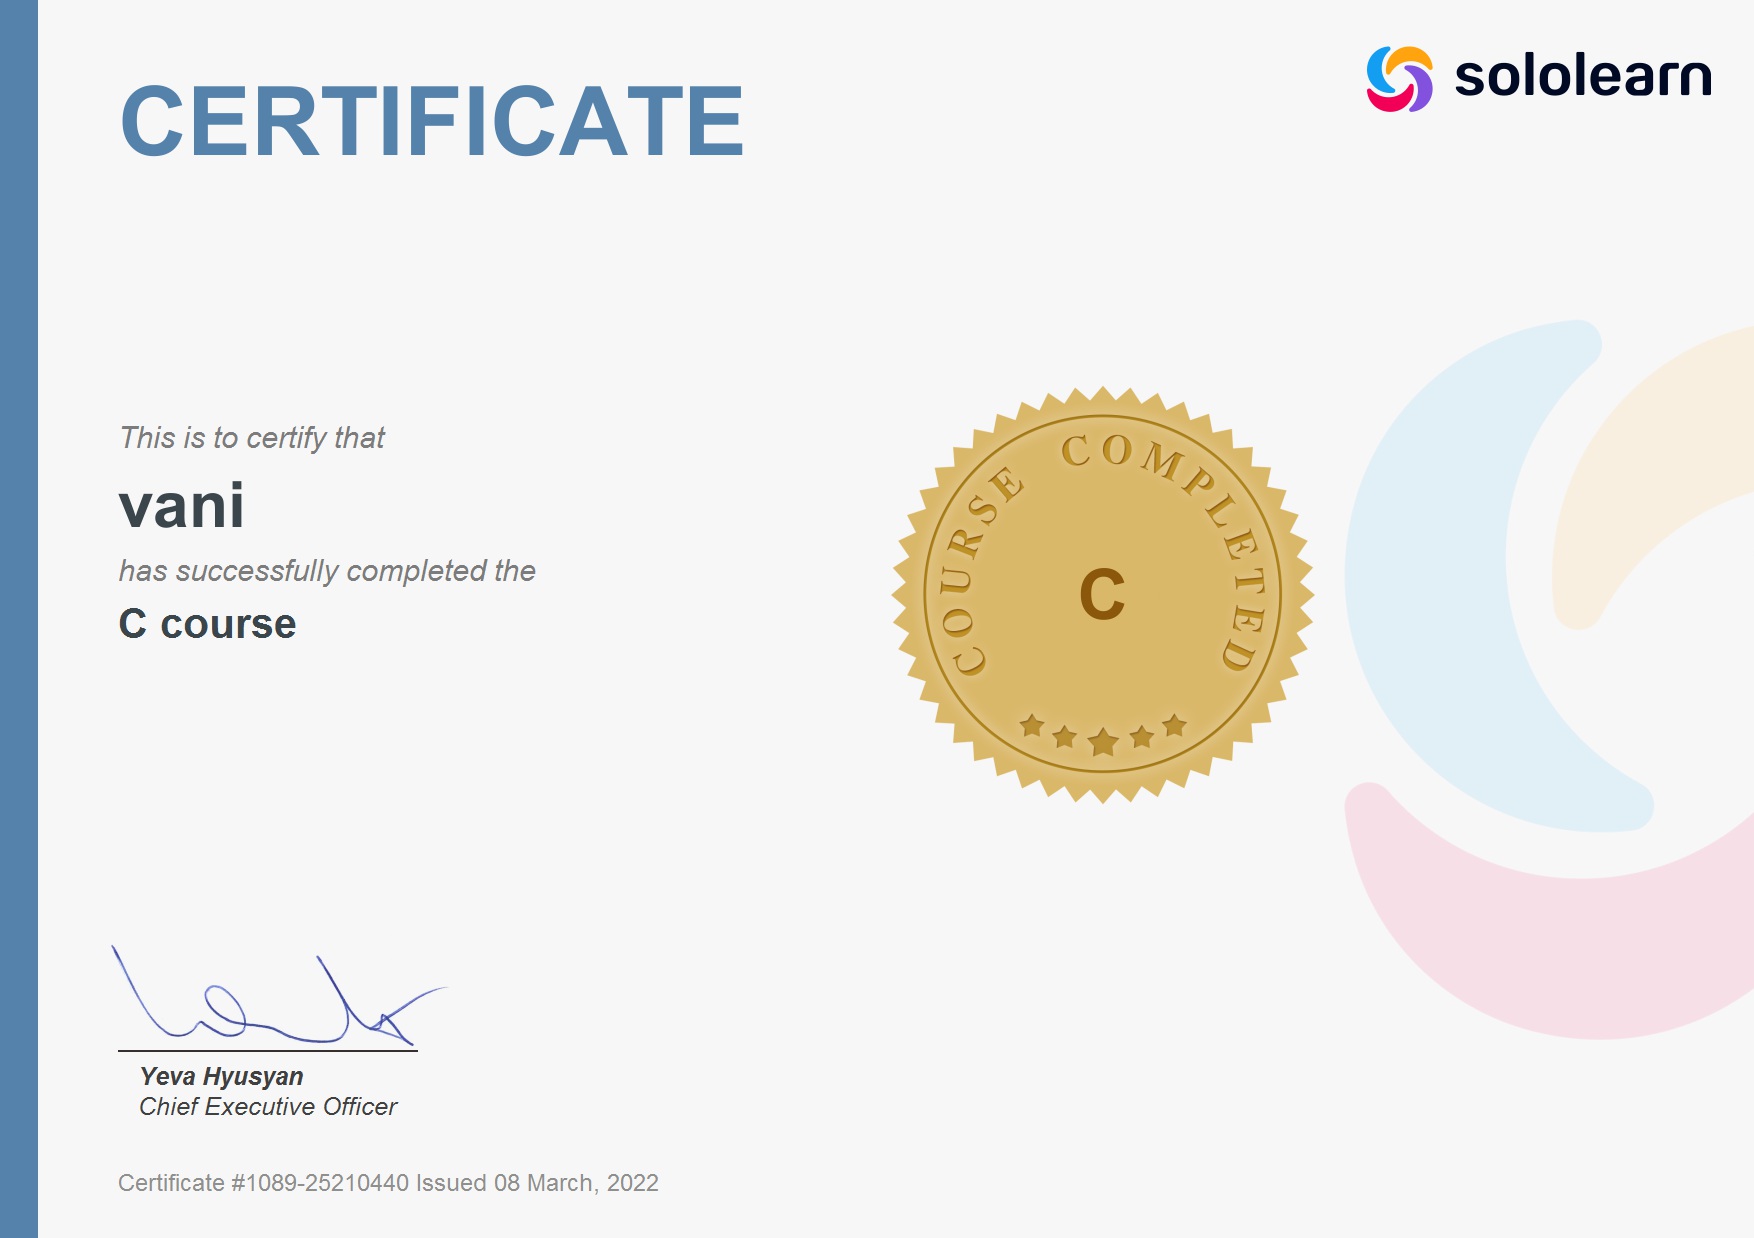 CERTIFICATE
sololearn
This is to certify that
vani
has successfully completed the
C course
COURSE COMPLETED
C
Yeva Hyusyan
Chief Executive Officer
Certificate #1089-25210440 Issued 08 March, 2022